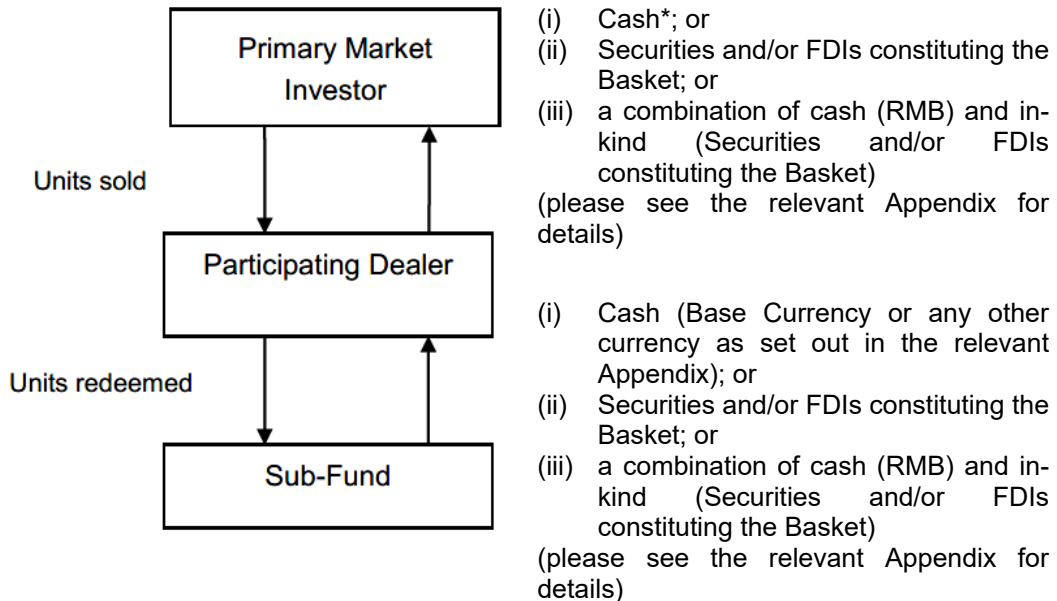 Primary Market
Investor
Units sold
Participating Dealer
Units redeemed
Sub-Fund
(i) Cash*; or
(ii) Securities and/or FDIs constituting the
Basket; or
(iii) a combination of cash (RMB) and in-
kind (Securities and/or FDIs
constituting the Basket)
(please see the relevant Appendix for
details)
(i) Cash (Base Currency or any other
currency as set out in the relevant
Appendix); or
(ii) Securities and/or FDIs constituting the
Basket; or
(iii) a combination of cash (RMB) and in-
kind (Securities and/or FDIs
constituting the Basket)
(please see the relevant Appendix for
details)